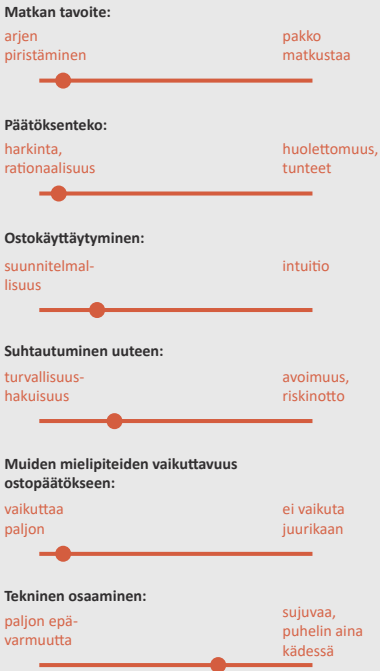 Matkan tavoite:
arjen
piristäminen
pakko
matkustaa
Päätöksenteko:
harkinta,
rationaalisuus
huolettomuus,
tunteet
Ostokäyttäytyminen:
suunnitelmal-
lisuus
intuitio
Suhtautuminen uuteen:
turvallisuus-
hakuisuus
avoimuus,
riskinotto
Muiden mielipiteiden vaikuttavuus
ostopäätökseen:
vaikuttaa
paljon
ei vaikuta
juurikaan
Tekninen osaaminen:
paljon epä-
varmuutta
sujuvaa,
puhelin aina
kädessä